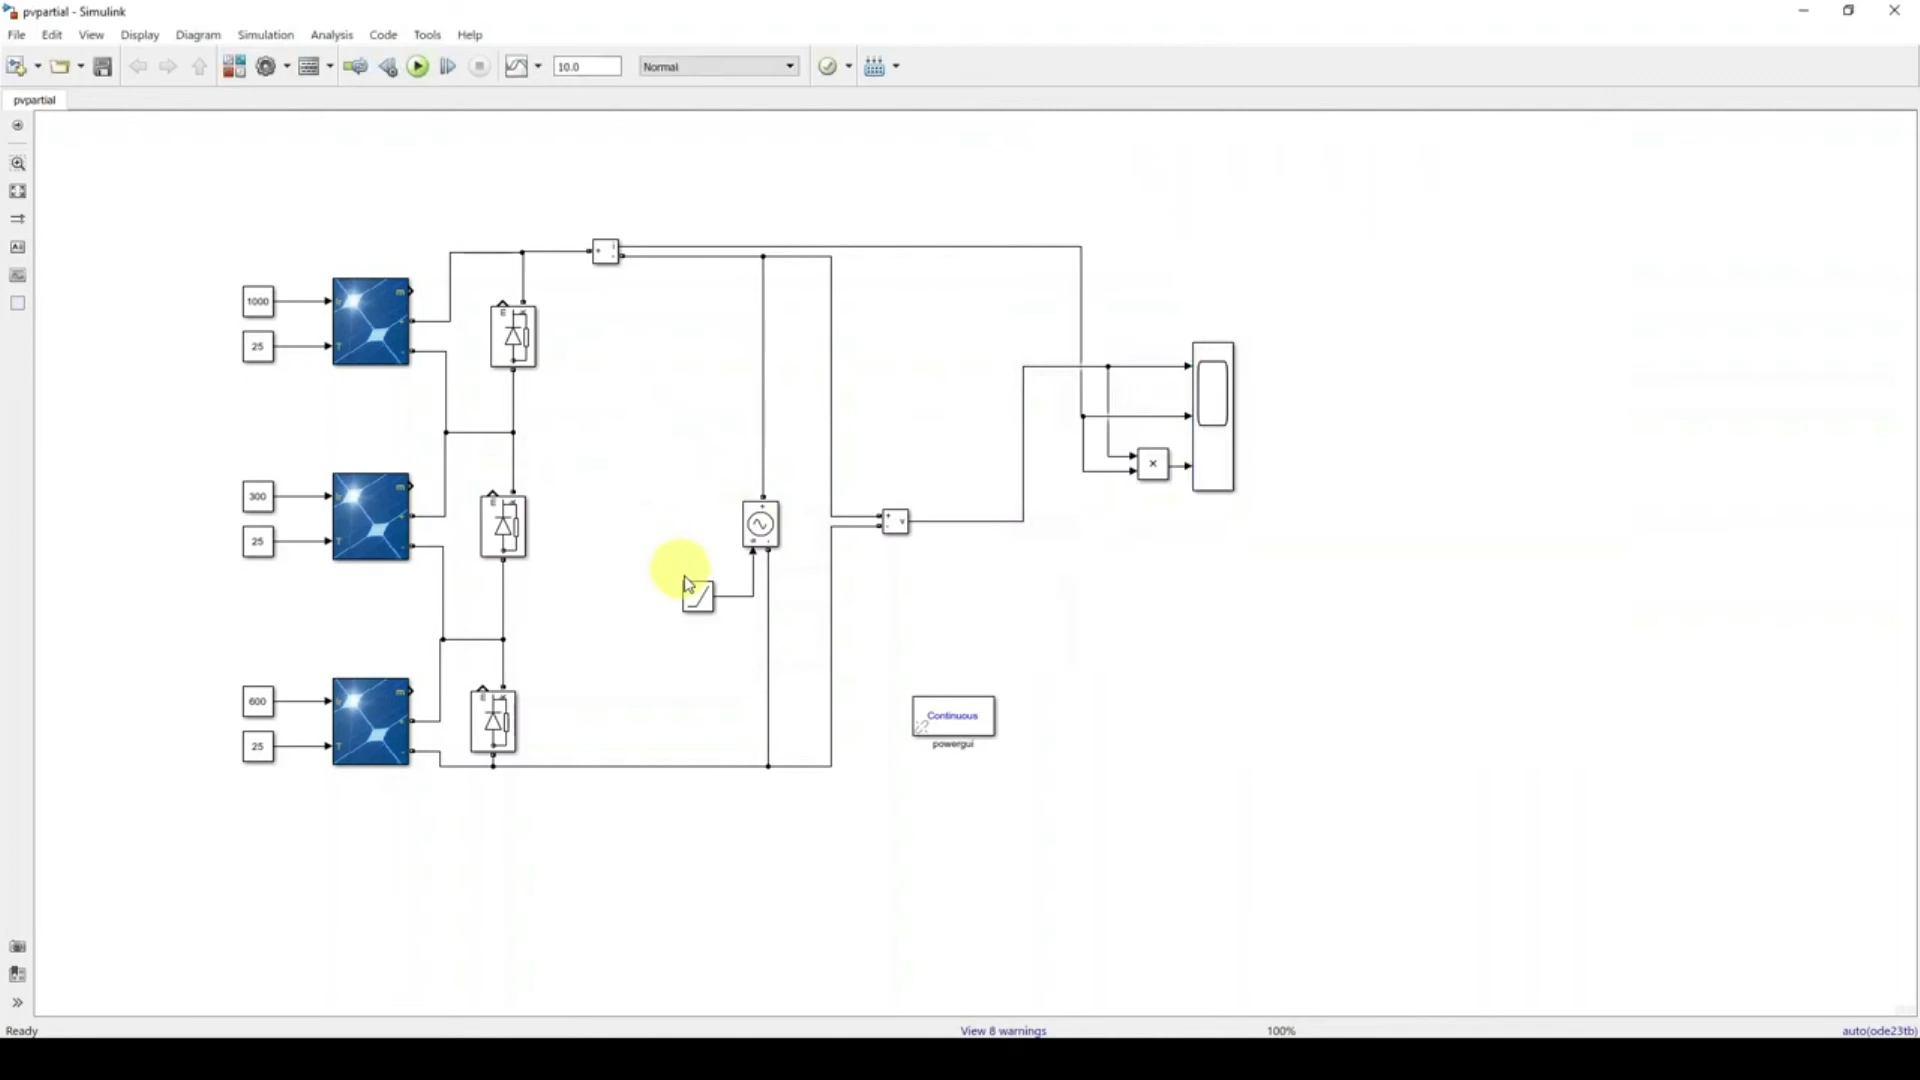 pvpartial - Simulink
File Edit View Display Diagram Simulation Analysis Code Tools Help
10.0 Normal
pvpartial
1000
25
300
25
600
25
Continuous
powergui
Ready View 8 warnings 100% auto(ode23tb)